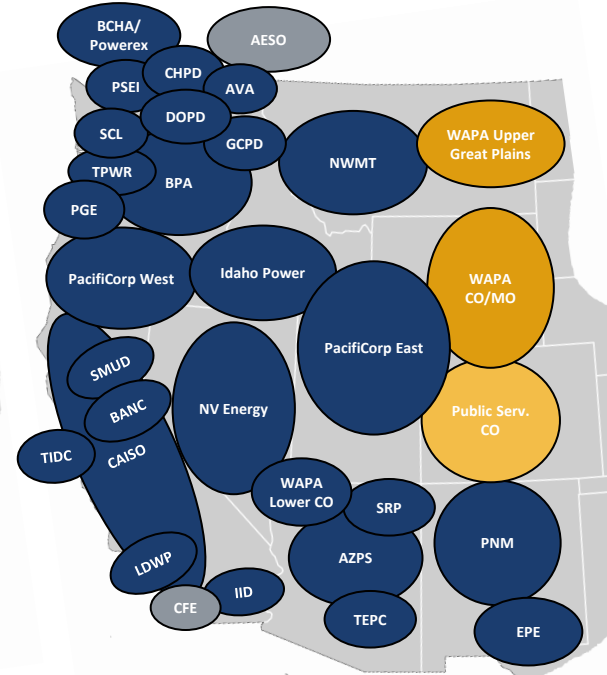 BCHA/
Powerex
AESO
PSEI
CHPD
AVA
DOPD
SCL
GCPD
TPWR
BPA
NWMT
WAPA Upper
Great Plains
PGE
PacifiCorp West
Idaho Power
WAPA
CO/MO
PacifiCorp East
SMUD
BANC
NV Energy
Public Serv.
CO
TIDC
CAISO
WAPA
Lower CO
SRP
PNM
LDWP
AZPS
IID
CFE
TEPC
EPE